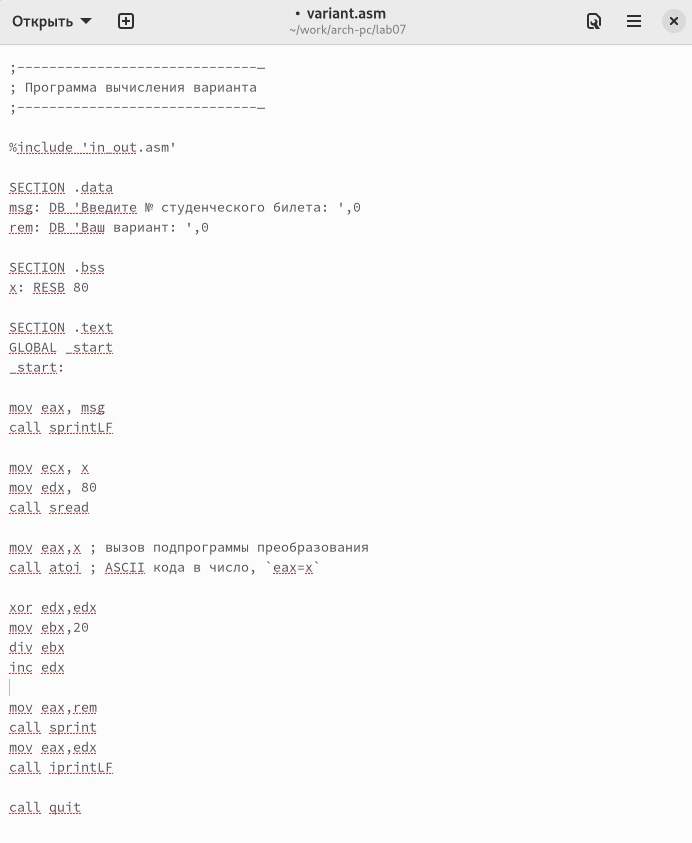 Открыть
• variant.asm
~/work/arch-pc/lab07
;------------------------------—
; Программа вычисления варианта
;------------------------------—
%include 'in_out.asm'
SECTION .data
msg: DB 'Введите № студенческого билета: ',0
rem: DB 'Ваш вариант: ',0
SECTION .bss
x: RESB 80
SECTION .text
GLOBAL _start
_start:
mov eax, msg
call sprintLF
mov ecx, x
mov edx, 80
call sread
mov eax,x ; вызов подпрограммы преобразования
call atoi ; ASCII кода в число, `eax=x`
xor edx,edx
mov ebx,20
div ebx
inc edx
mov eax,rem
call sprint
mov eax,edx
call iprintLF
call quit